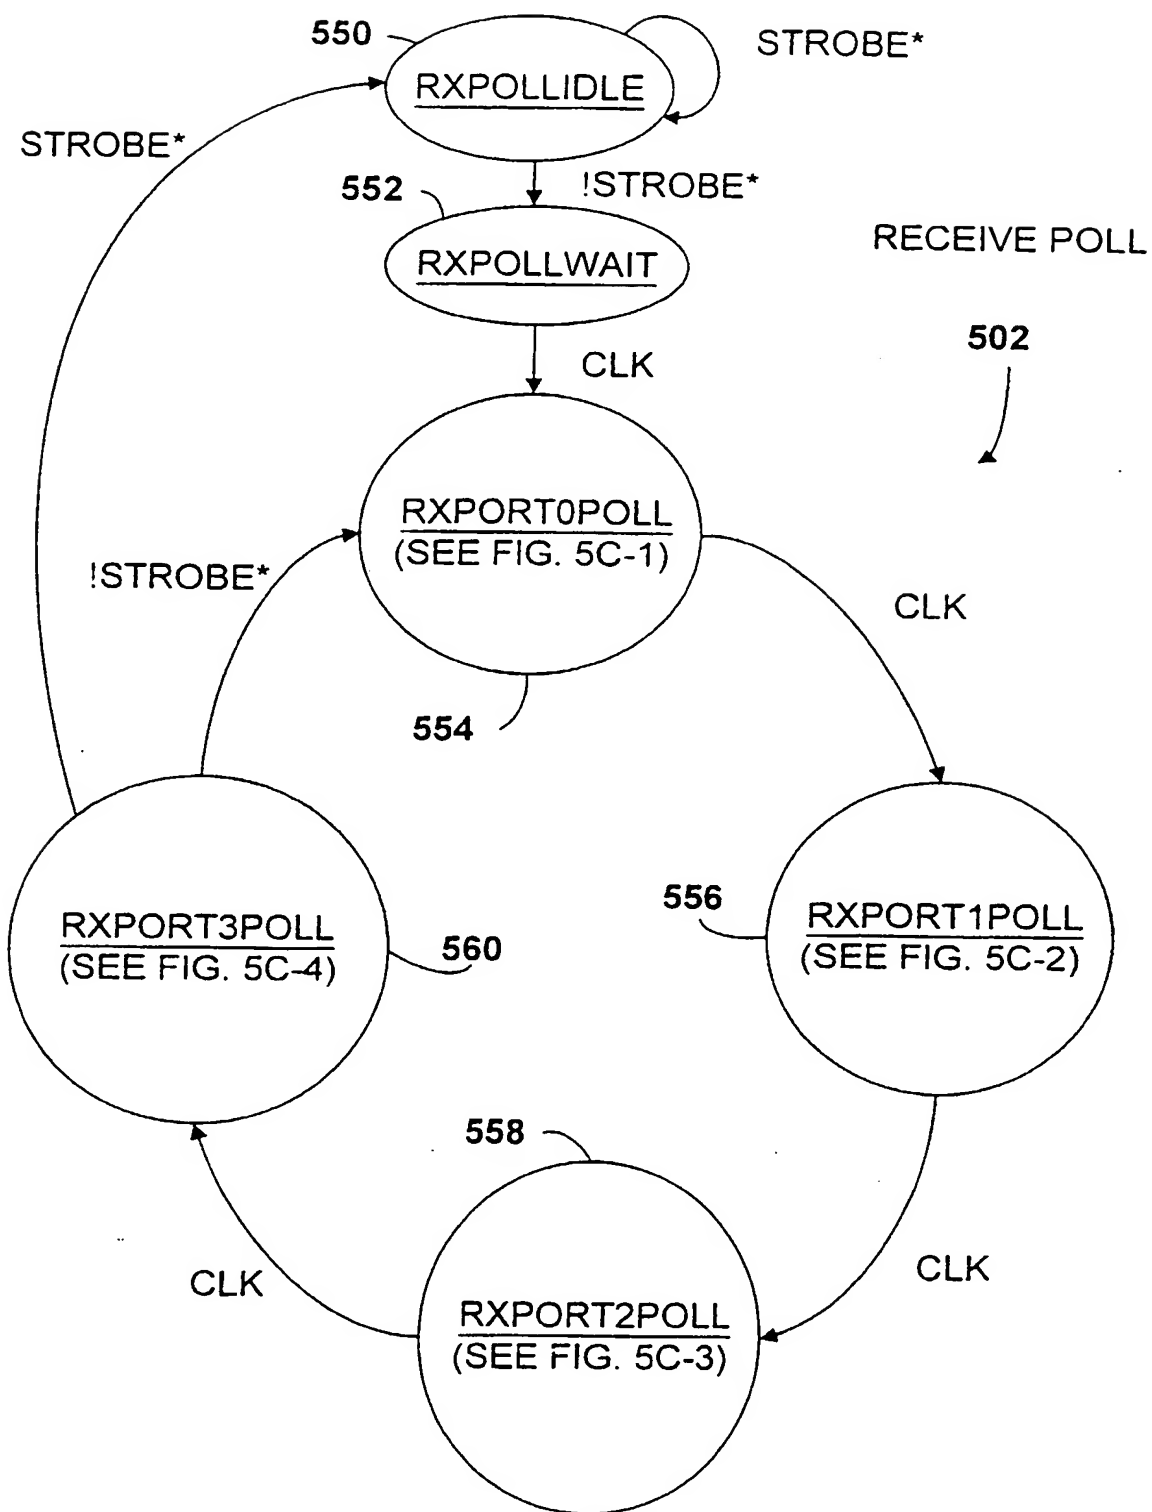 550
STROBE*
RXPOLLIDLE
STROBE*
!STROBE*
552
RECEIVE POLL
RXPOLLWAIT
502
CLK
RXPORT0POLL
(SEE FIG. 5C-1)
!STROBE*
CLK
554
556
RXPORT1POLL
(SEE FIG. 5C-2)
RXPORT3POLL
(SEE FIG. 5C-4)
560
558
CLK
CLK
RXPORT2POLL
(SEE FIG. 5C-3)